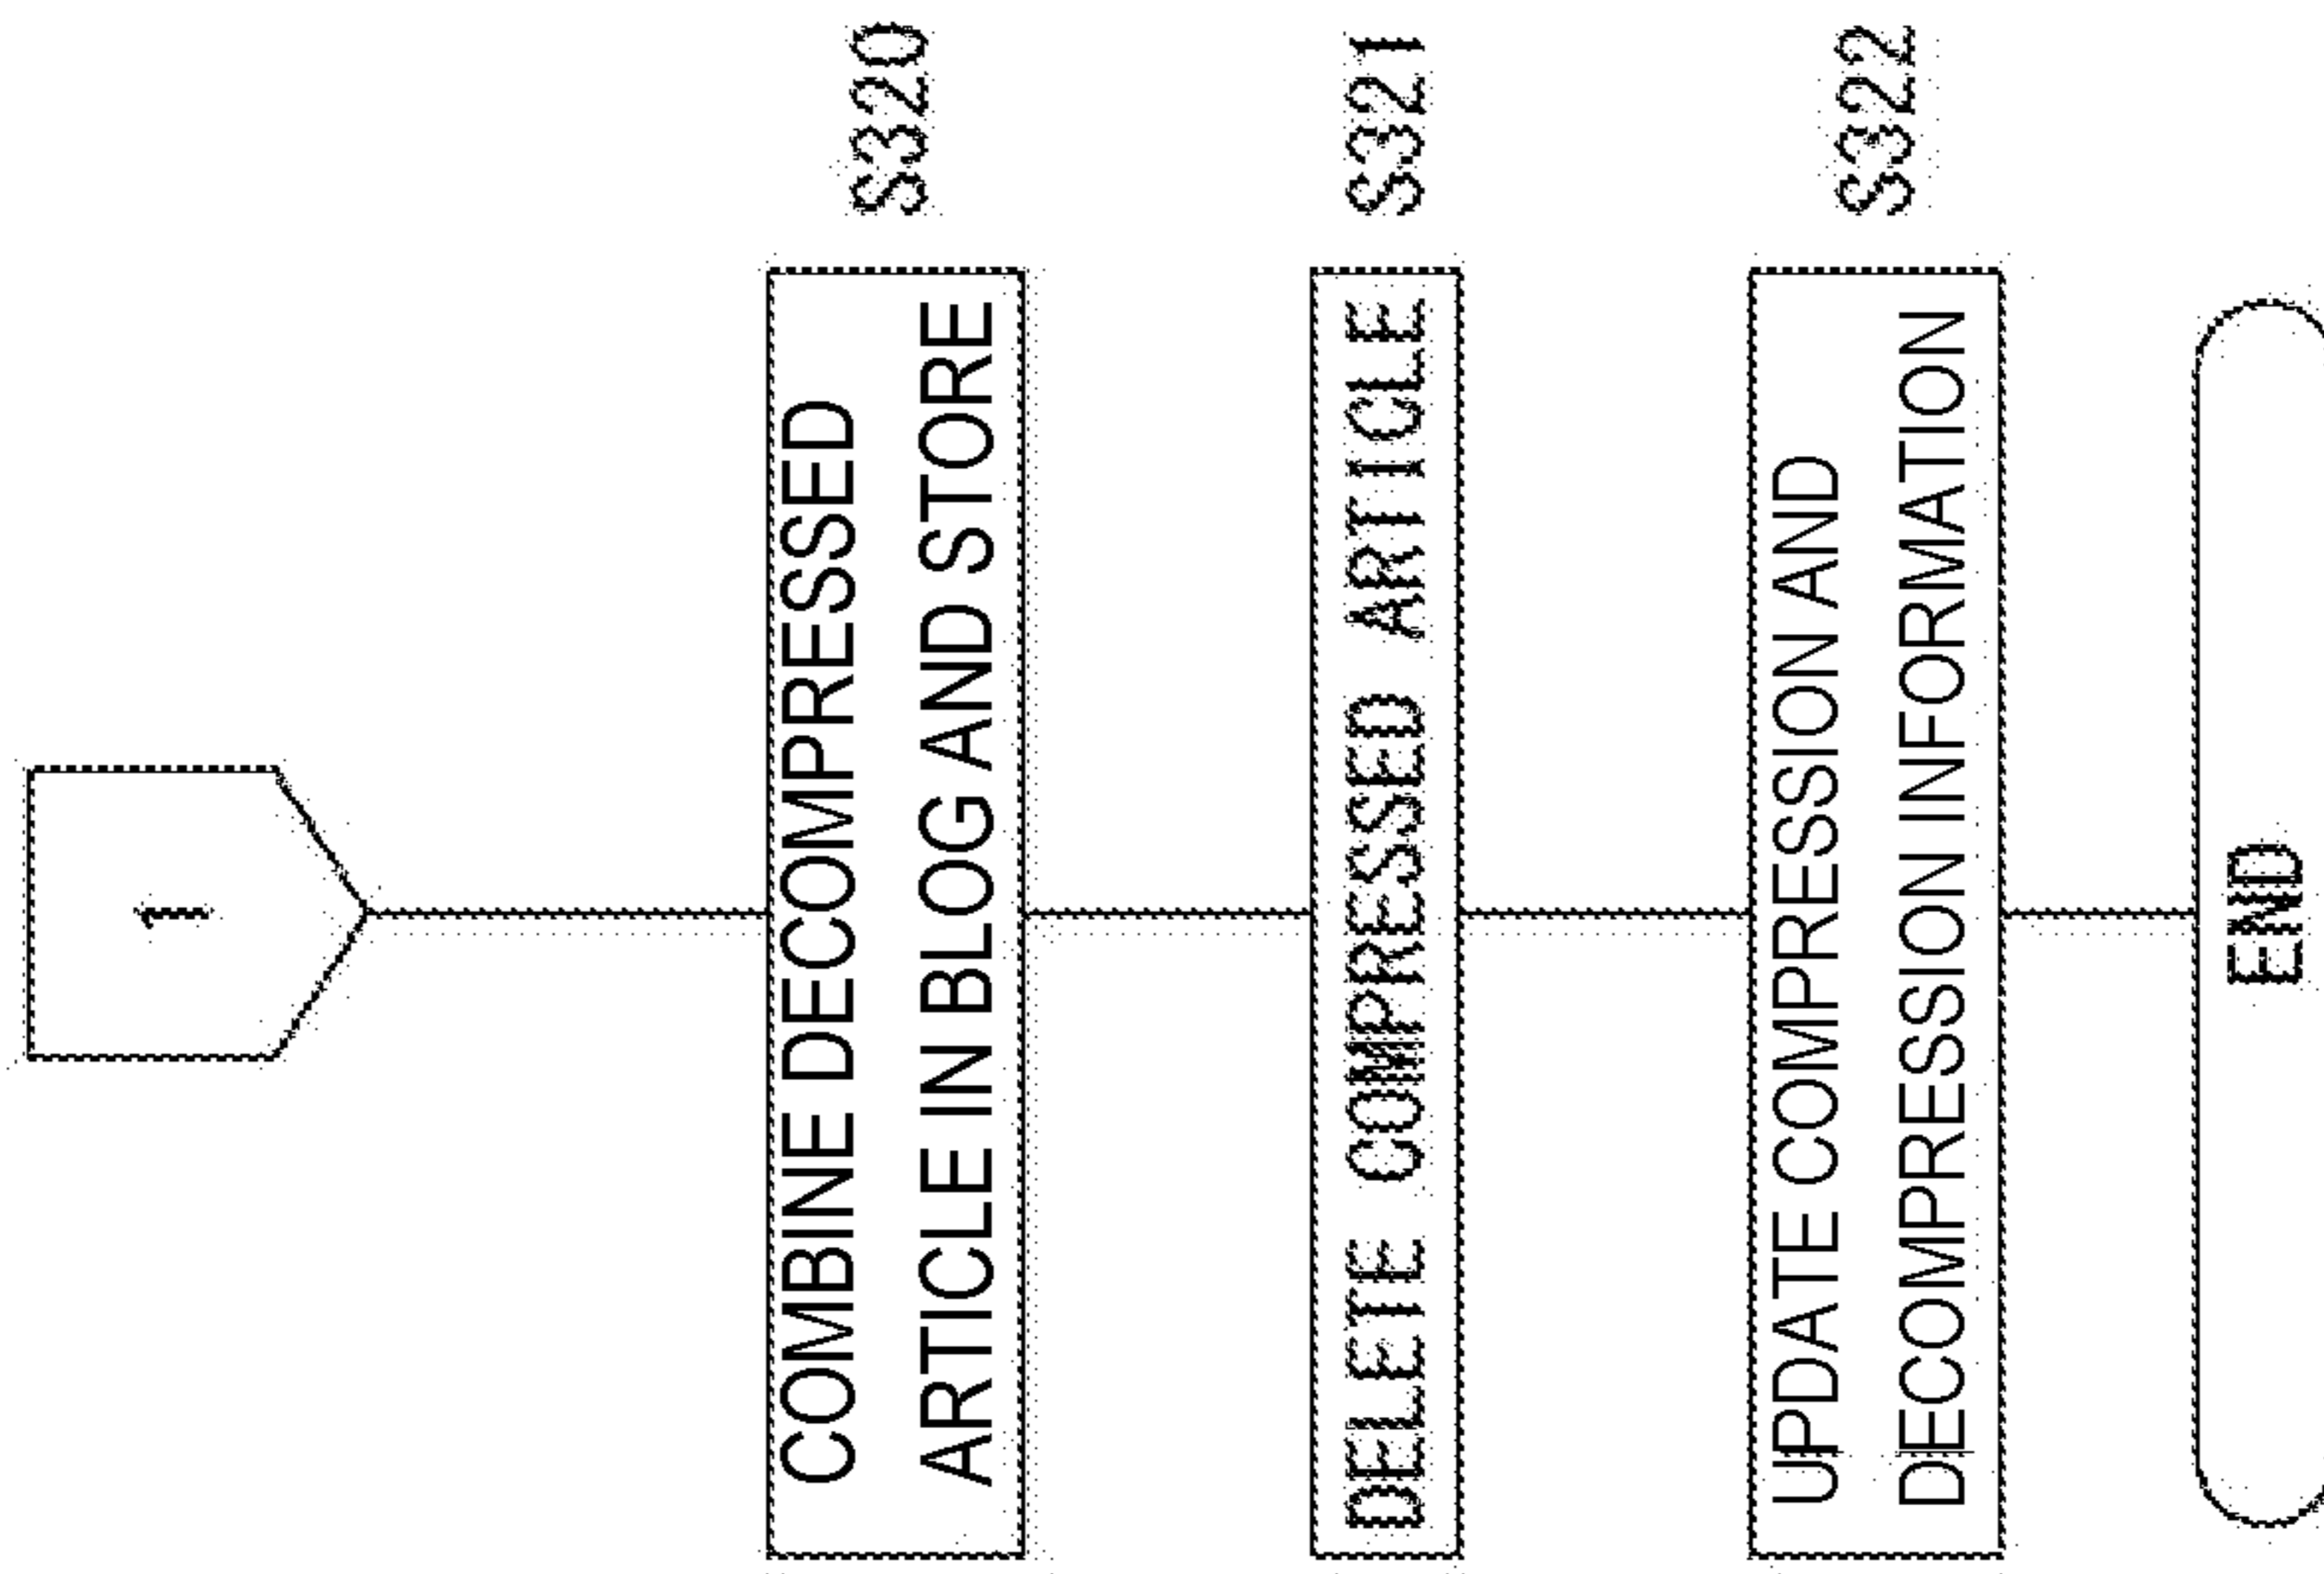 1
COMBINE DECOMPRESSED
ARTICLE IN BLOG AND STORE
S320
DELETE COMPRESSED ARTICLE
S321
UPDATE COMPRESSION AND
DECOMPRESSION INFORMATION
S322
END